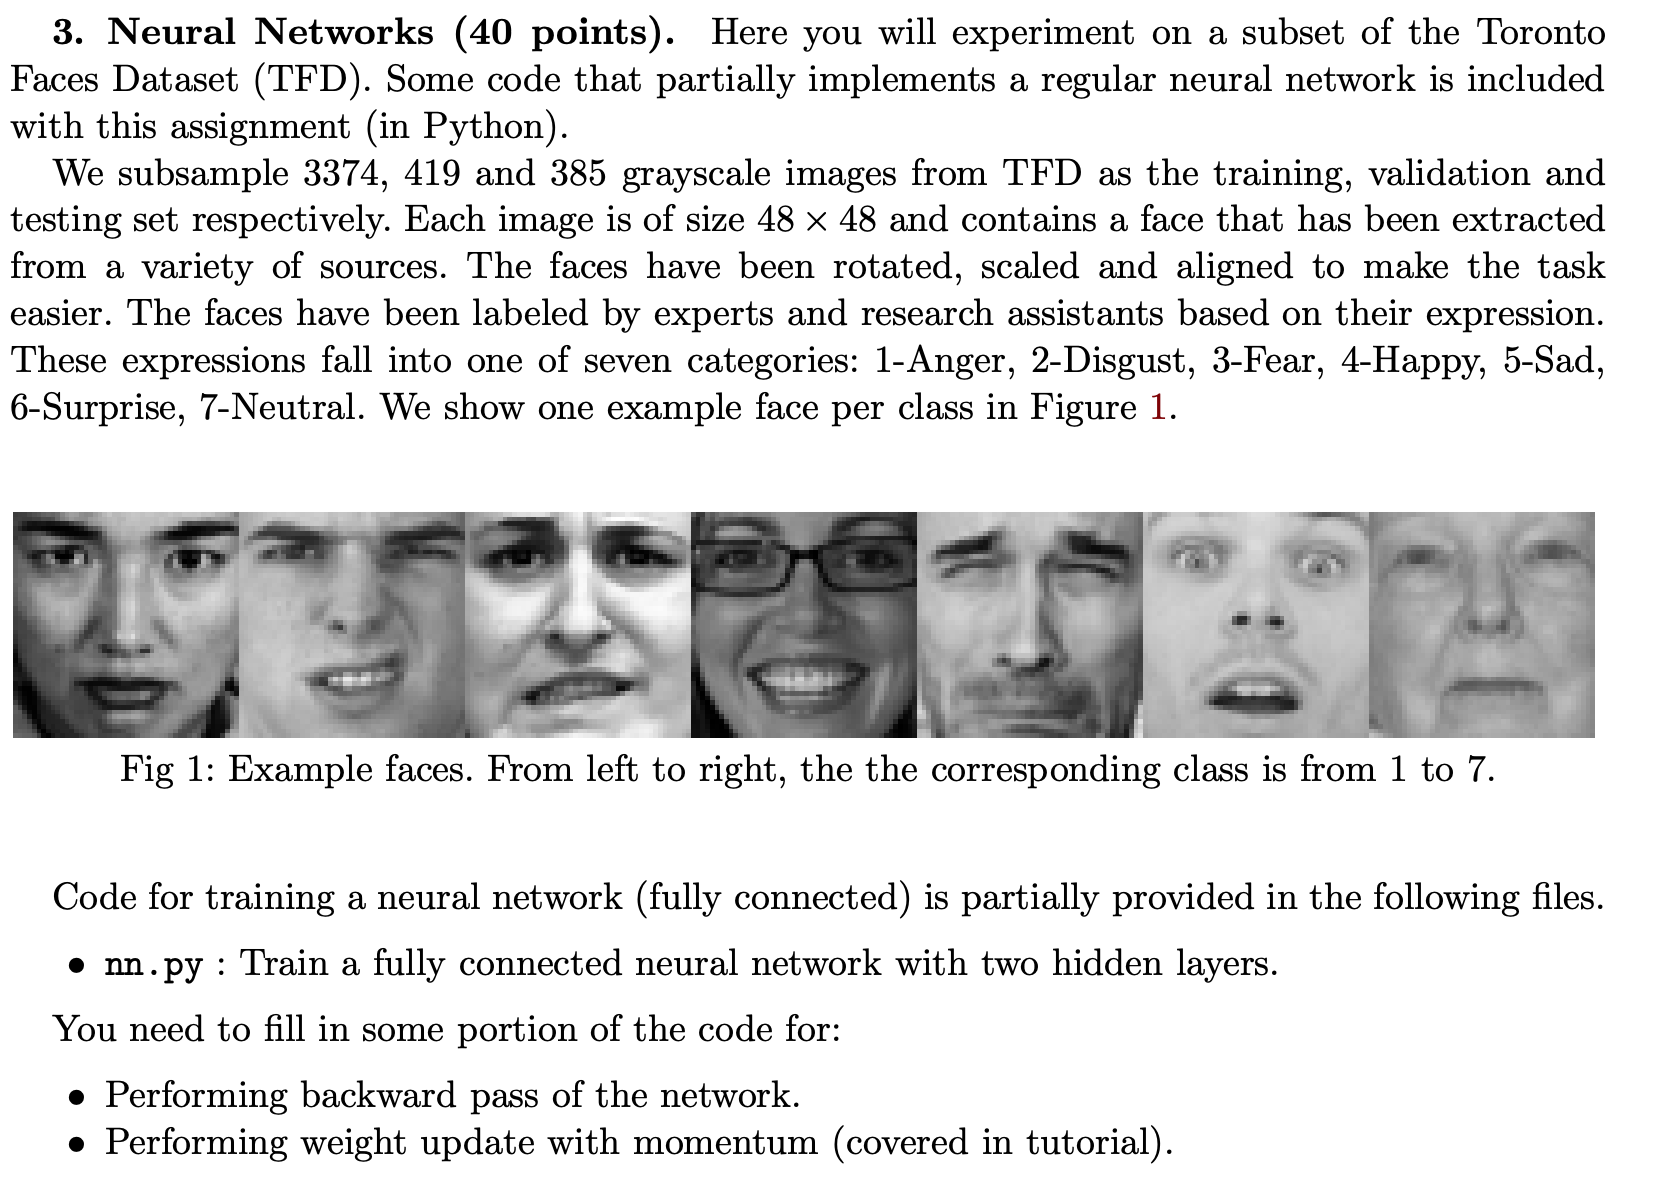 3. Neural Networks (40 points). Here you will experiment on a subset of the Toronto
Faces Dataset (TFD). Some code that partially implements a regular neural network is included
with this assignment (in Python).
We subsample 3374, 419 and 385 grayscale images from TFD as the training, validation and
testing set respectively. Each image is of size 48 × 48 and contains a face that has been extracted
from a variety of sources. The faces have been rotated, scaled and aligned to make the task
easier. The faces have been labeled by experts and research assistants based on their expression.
These expressions fall into one of seven categories: 1-Anger, 2-Disgust, 3-Fear, 4-Happy, 5-Sad,
6-Surprise, 7-Neutral. We show one example face per class in Figure 1.
Fig 1: Example faces. From left to right, the the corresponding class is from 1 to 7.
Code for training a neural network (fully connected) is partially provided in the following files.
• nn.py : Train a fully connected neural network with two hidden layers.
You need to fill in some portion of the code for:
• Performing backward pass of the network.
• Performing weight update with momentum (covered in tutorial).